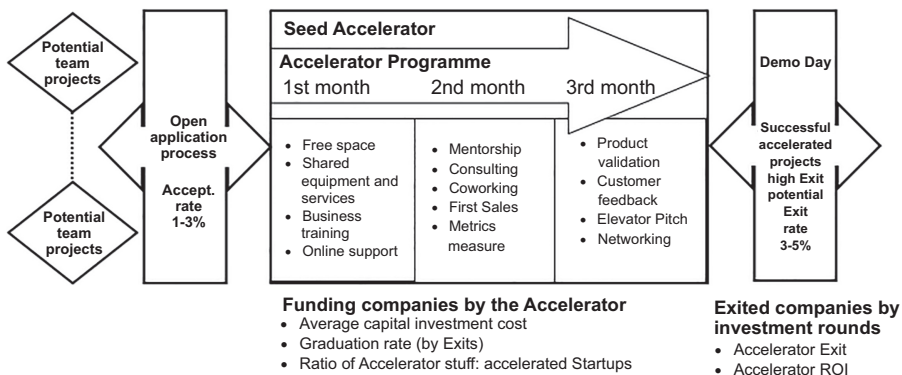 Potential
team
projects
Potential
team
projects
Open
application
process
Accept.
rate
1-3%
Seed Accelerator
Accelerator Programme
1st month
2nd month
3rd month
• Free space
• Shared
equipment and
services
• Business
training
• Online support
• Mentorship
• Consulting
• Coworking
• First Sales
• Metrics
measure
• Product
validation
• Customer
feedback
• Elevator Pitch
• Networking
Demo Day
Successful
accelerated
projects
high Exit
potential
Exit
rate
3-5%
Funding companies by the Accelerator
• Average capital investment cost
• Graduation rate (by Exits)
• Ratio of Accelerator stuff: accelerated Startups
Exited companies by
investment rounds
• Accelerator Exit
• Accelerator ROI